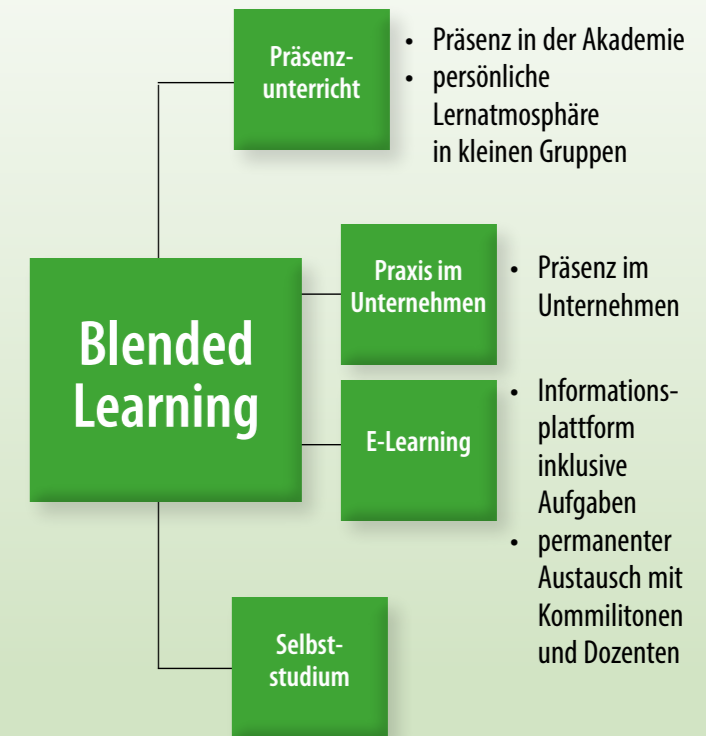 Präsenz-
unterricht
• Präsenz in der Akademie
• persönliche
Lernatmosphäre
in kleinen Gruppen
Blended
Learning
Praxis im
Unternehmen
• Präsenz im
Unternehmen
E-Learning
• Informations-
plattform
inklusive
Aufgaben
• permanenter
Austausch mit
Kommilitonen
und Dozenten
Selbst-
studium